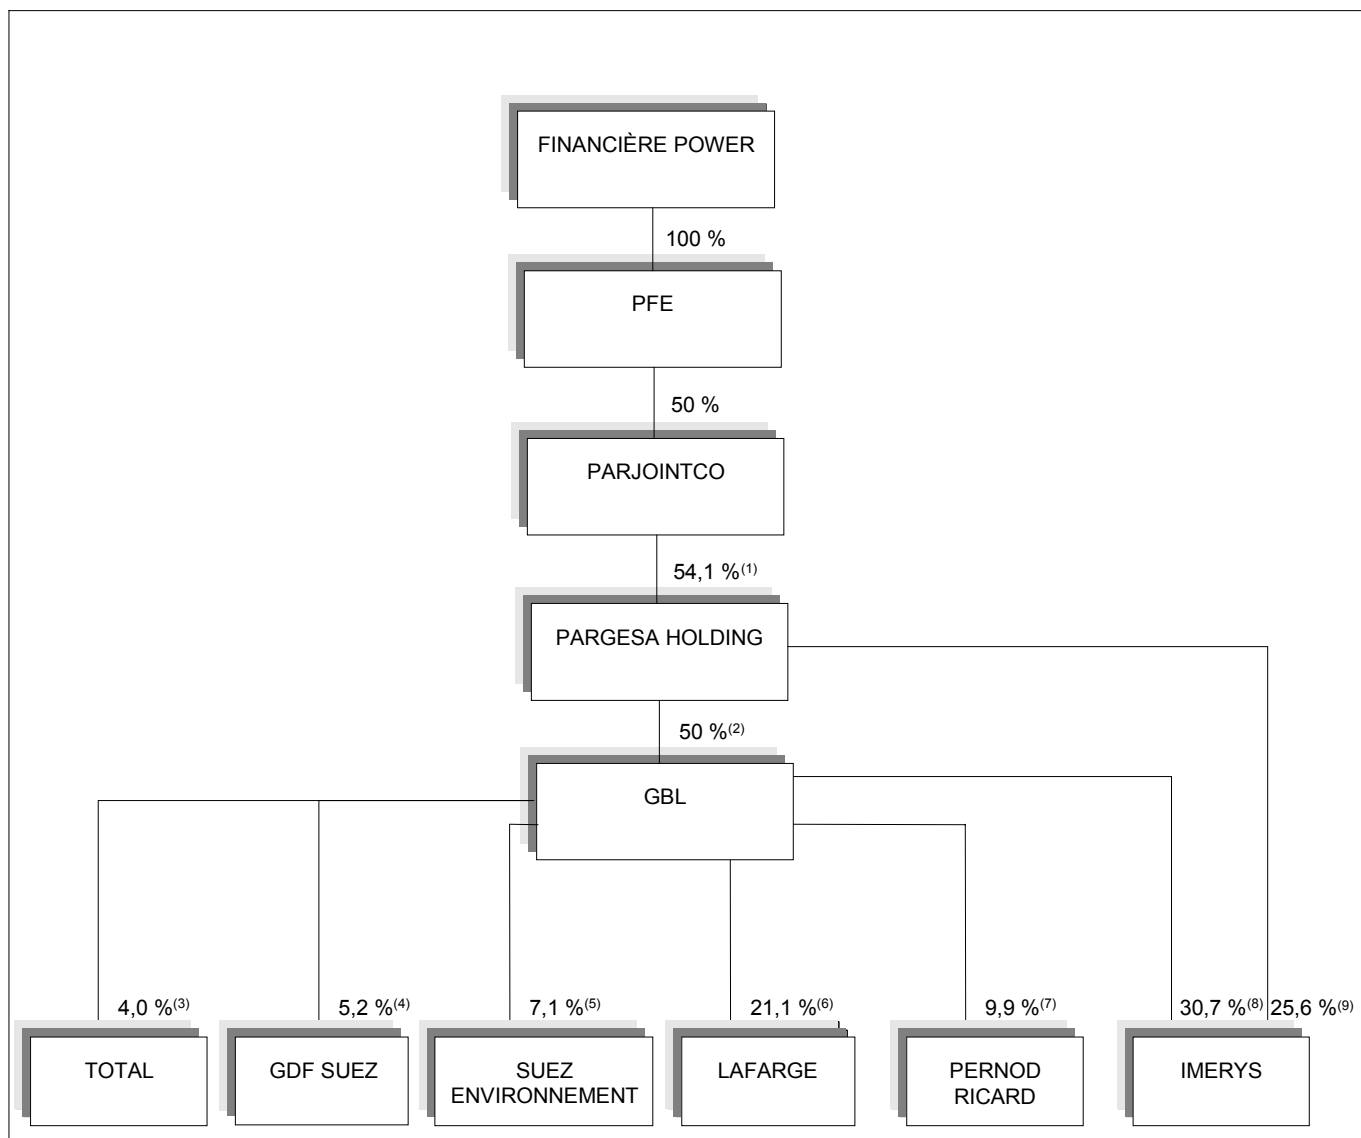 FINANCIÈRE POWER
100 %
PFE
50 %
PARJOINTCO
54,1 %(1)
PARGESA HOLDING
50 %(2)
GBL
4,0 %(3)
5,2 %(4)
7,1 %(5)
21,1 %(6)
9,9 %(7)
30,7 %(8)
25,6 %(9)
TOTAL
GDF SUEZ
SUEZ
ENVIRONNEMENT
LAFARGE
PERNOD
RICARD
IMERYS